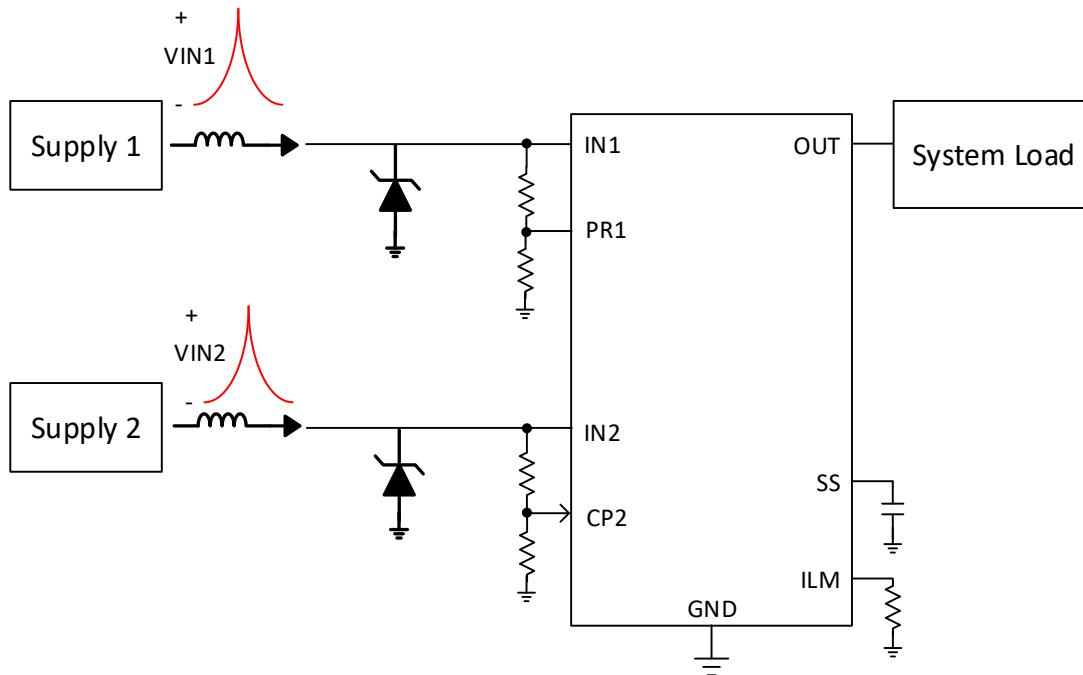 +
VIN1
-
Supply 1
IN1
OUT
System Load
PR1
+
VIN2
-
Supply 2
IN2
CP2
SS
ILM
GND